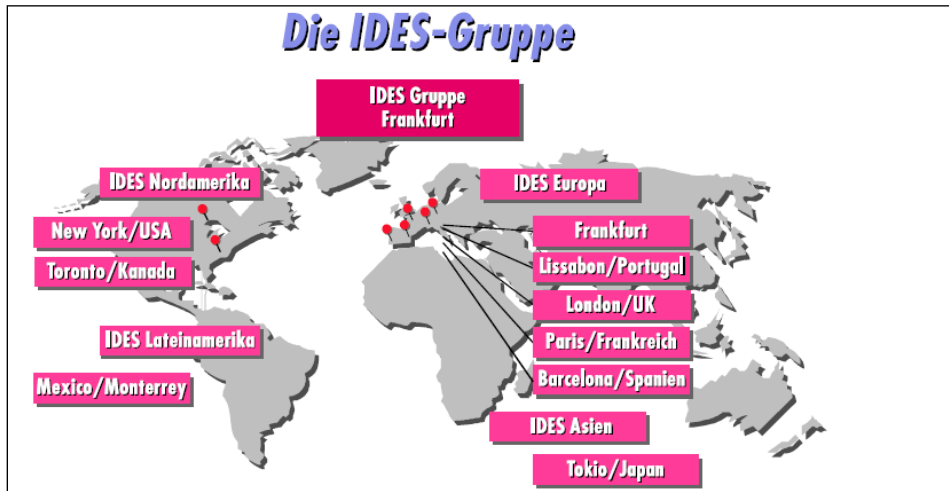 Die IDES-Gruppe
IDES Gruppe
Frankfurt
IDES Nordamerika
New York/USA
Toronto/Kanada
IDES Lateinamerika
Mexico/Monterrey
IDES Europa
Frankfurt
Lissabon/Portugal
London/UK
Paris/Frankreich
Barcelona/Spanien
IDES Asien
Tokio/Japan